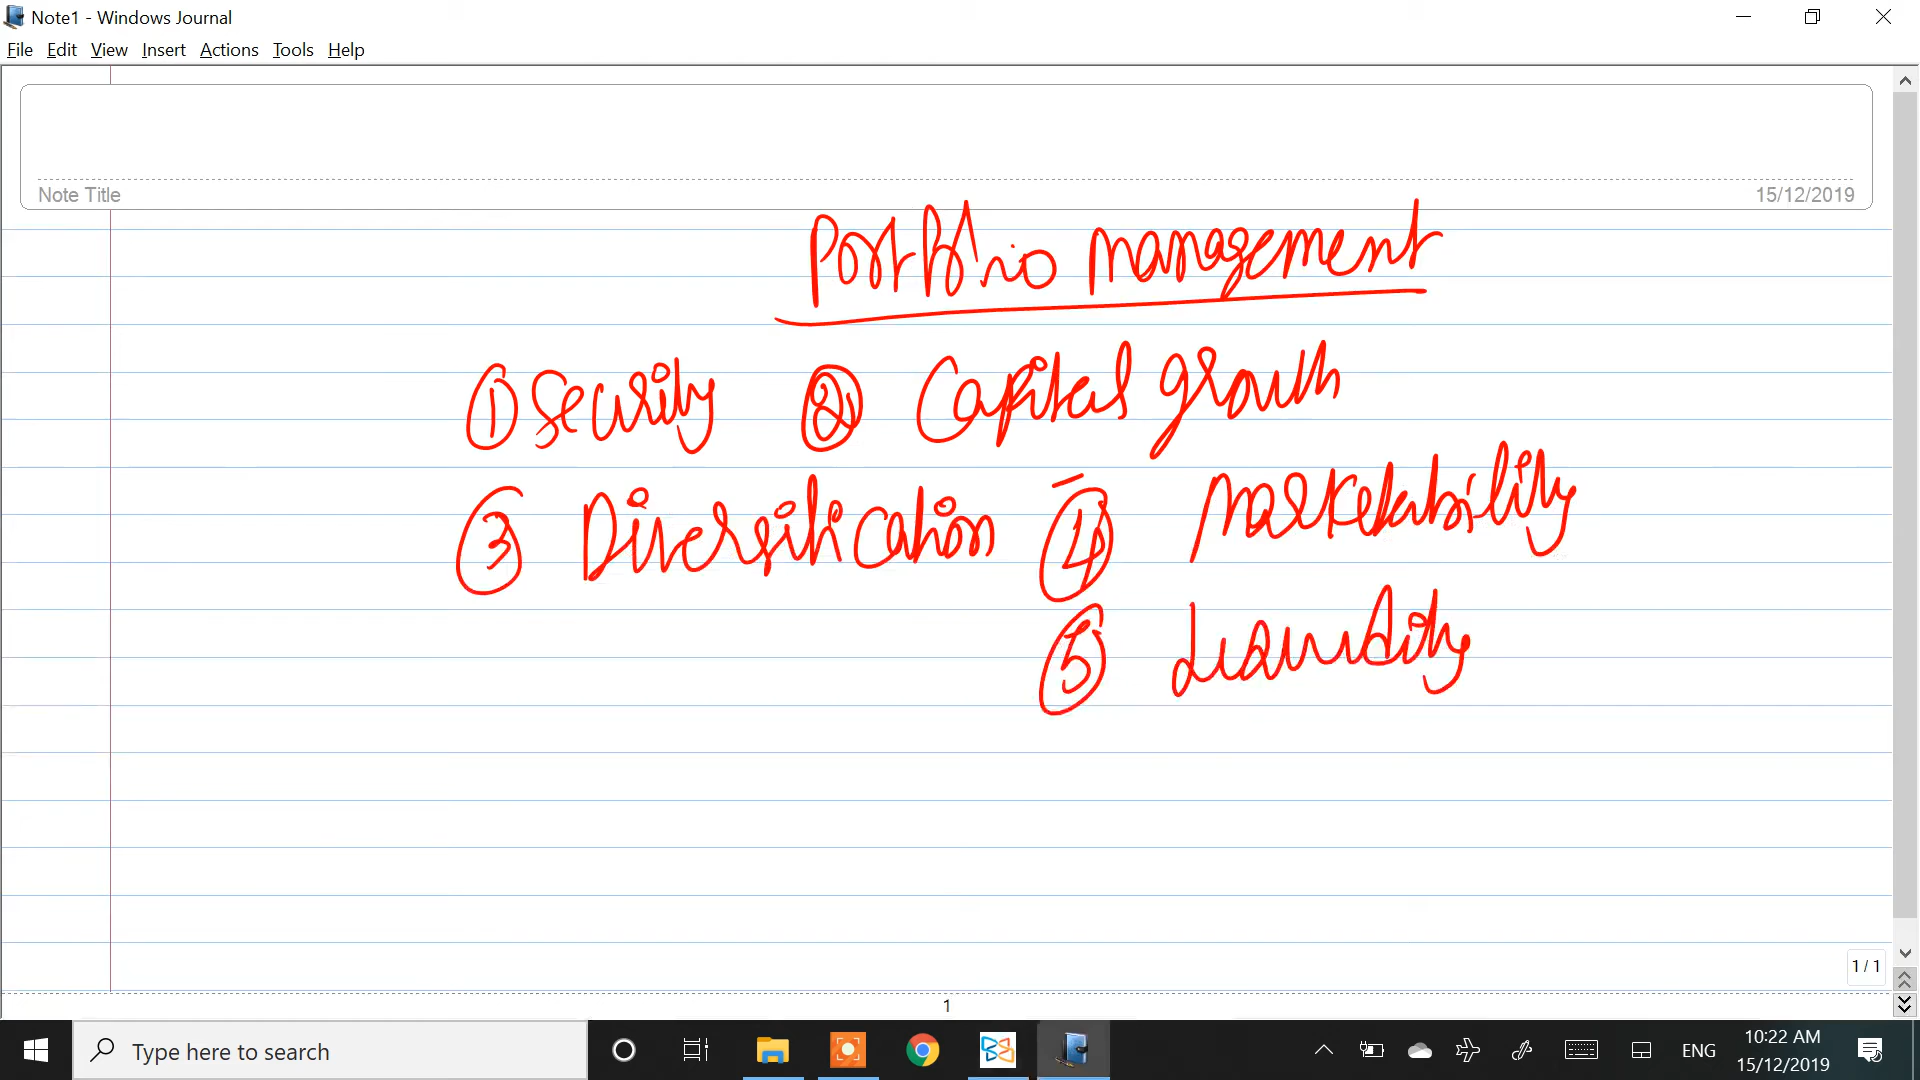 Note1 - Windows Journal
File Edit View Insert Actions Tools Help
Note Title 15/12/2019
Portfolio management
① Security ② Capital growth
③ Diversification ④ Marketability
⑤ Liquidity
1 / 1
1
Type here to search
ENG
10:22 AM
15/12/2019